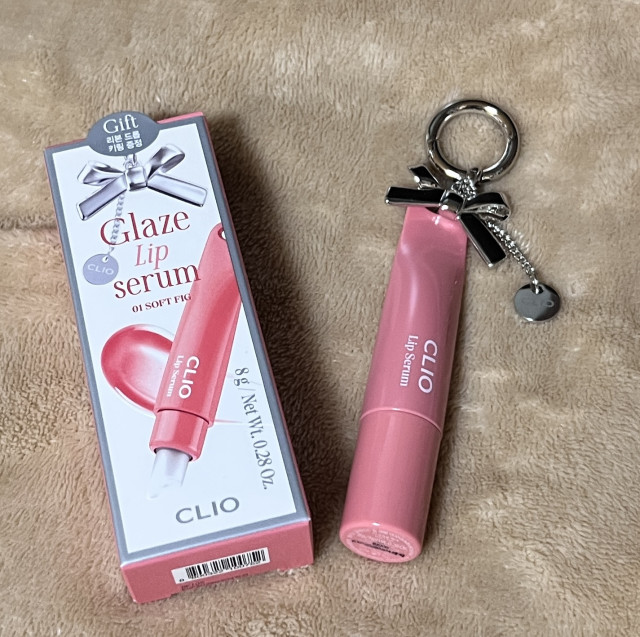 Gift
리본 드롭
키링 증정
Glaze
Lip
serum
01 SOFT FIG
CLIO
CLIO
Lip Serum
8 g / Net Wt. 0.28 Oz.
CLIO
CLIO
Lip Serum